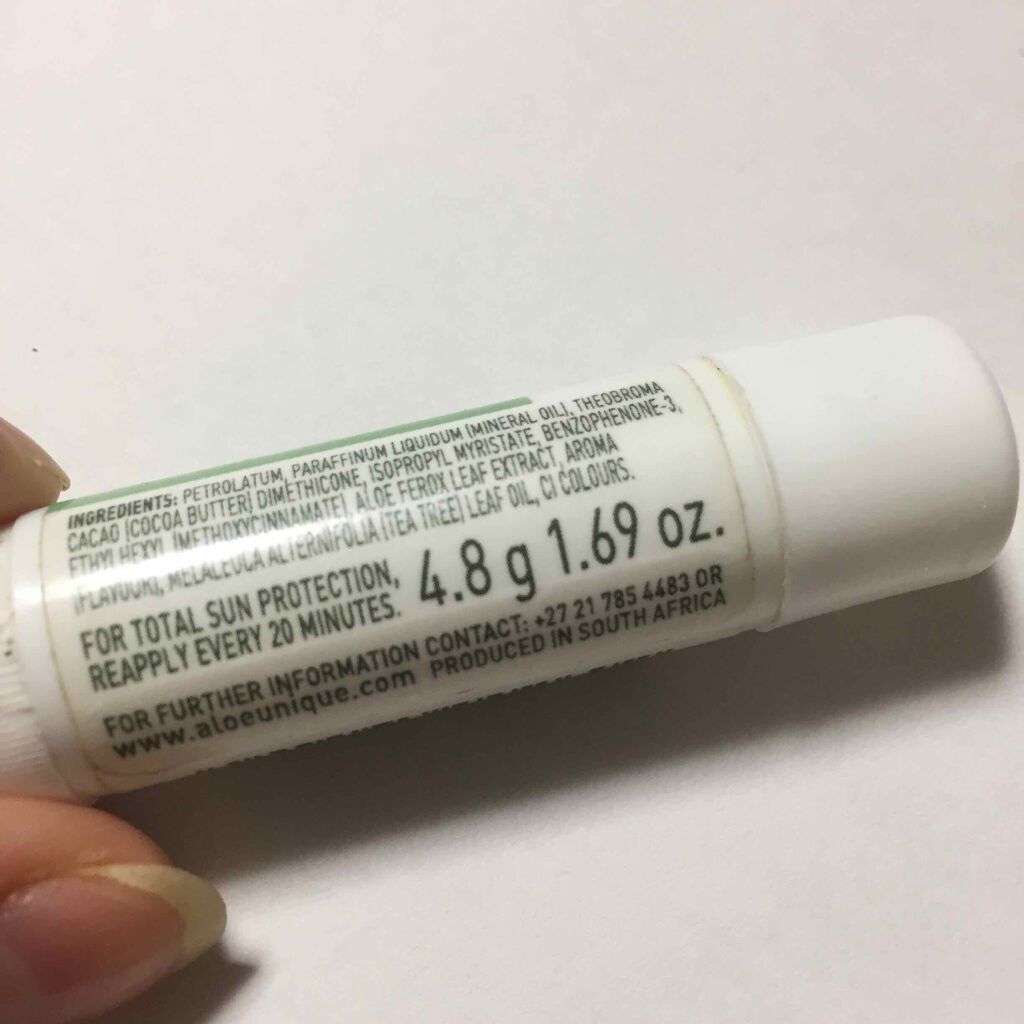 INGREDIENTS: PETROLATUM, PARAFFINUM LIQUIDUM (MINERAL OIL), THEOBROMA
CACAO (COCOA BUTTER) DIMETHICONE, ISOPROPYL MYRISTATE, BENZOPHENONE-3,
ETHYL HEXYL (METHOXYCINNAMATE), ALOE FEROX LEAF EXTRACT, AROMA
(FLAVOUR), MELALEUCA ALTERNIFOLIA (TEA TREE) LEAF OIL, CI COLOURS.
FOR TOTAL SUN PROTECTION,
REAPPLY EVERY 20 MINUTES.
4.8 g 1.69 oz.
FOR FURTHER INFORMATION CONTACT: +27 21 785 4483 OR
www.aloeunique.com PRODUCED IN SOUTH AFRICA